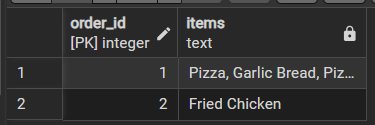 order_id items
[PK] integer text
1 1 Pizza, Garlic Bread, Piz...
2 2 Fried Chicken